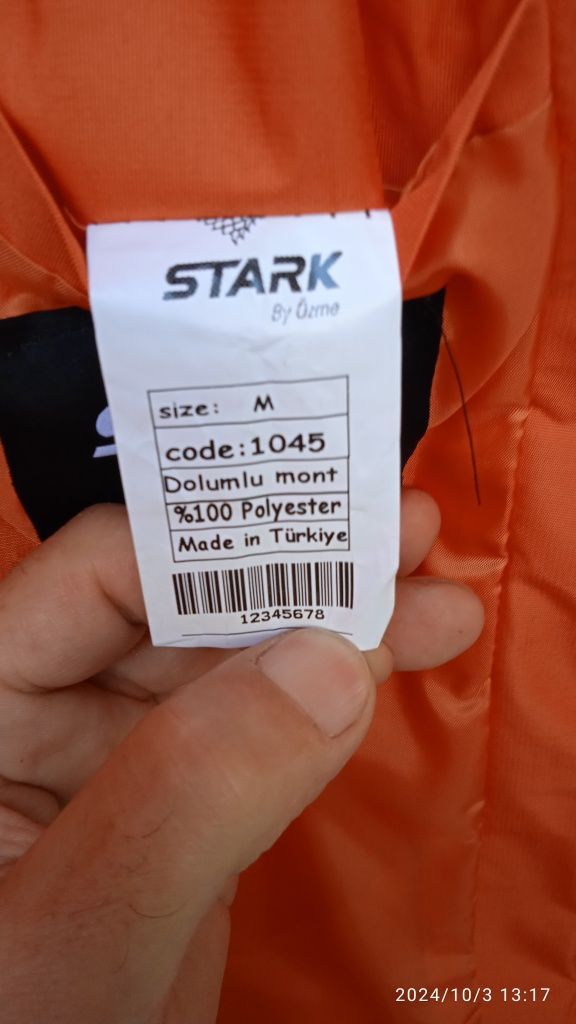 STARK
By Özme
size: M
code:1045
Dolumlu mont
%100 Polyester
Made in Türkiye
12345678
2024/10/3 13:17